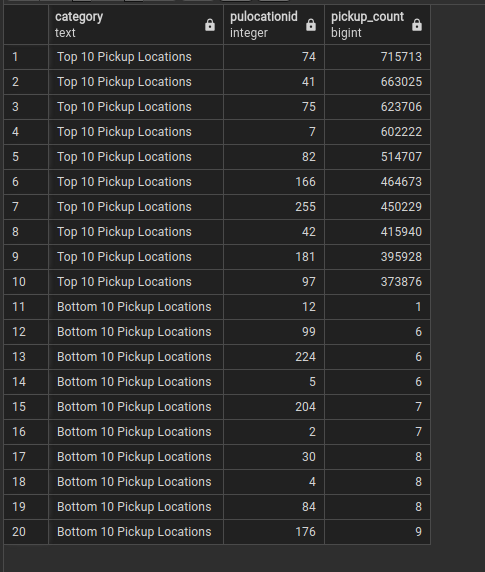 category pulocationid pickup_count
text integer bigint
1 Top 10 Pickup Locations 74 715713
2 Top 10 Pickup Locations 41 663025
3 Top 10 Pickup Locations 75 623706
4 Top 10 Pickup Locations 7 602222
5 Top 10 Pickup Locations 82 514707
6 Top 10 Pickup Locations 166 464673
7 Top 10 Pickup Locations 255 450229
8 Top 10 Pickup Locations 42 415940
9 Top 10 Pickup Locations 181 395928
10 Top 10 Pickup Locations 97 373876
11 Bottom 10 Pickup Locations 12 1
12 Bottom 10 Pickup Locations 99 6
13 Bottom 10 Pickup Locations 224 6
14 Bottom 10 Pickup Locations 5 6
15 Bottom 10 Pickup Locations 204 7
16 Bottom 10 Pickup Locations 2 7
17 Bottom 10 Pickup Locations 30 8
18 Bottom 10 Pickup Locations 4 8
19 Bottom 10 Pickup Locations 84 8
20 Bottom 10 Pickup Locations 176 9